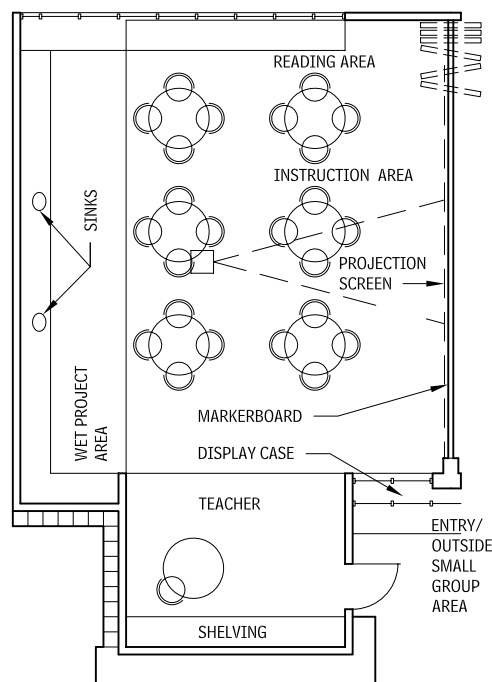 READING AREA
INSTRUCTION AREA
SINKS
PROJECTION
SCREEN
WET PROJECT
AREA
MARKERBOARD
DISPLAY CASE
TEACHER
ENTRY/
OUTSIDE
SMALL
GROUP
AREA
SHELVING